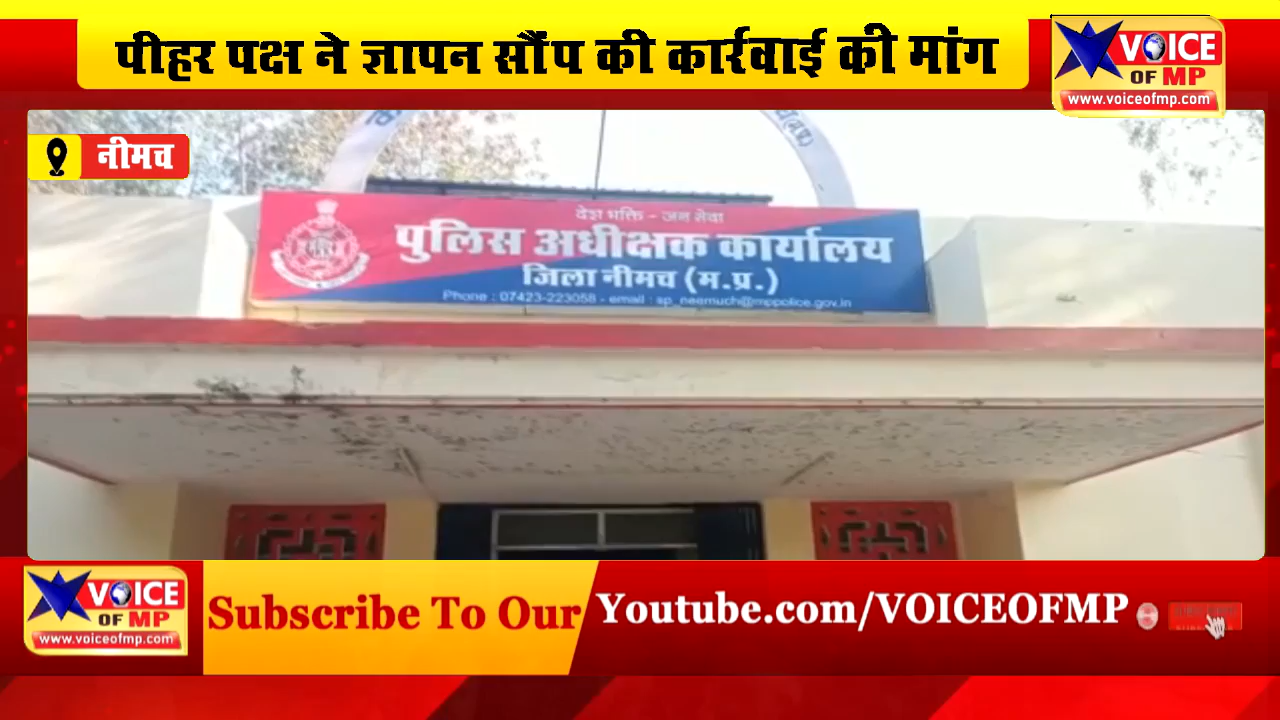 पीहर पक्ष ने ज्ञापन सौंप की कार्रवाई की मांग
VOICE
OF MP
www.voiceofmp.com
नीमच
देश भक्ति - जन सेवा
पुलिस अधीक्षक कार्यालय
जिला नीमच (म.प्र.)
Phone : 07423-223058 - email : sp_neemuch@mppolice.gov.in
VOICE
OF MP
www.voiceofmp.com
Subscribe To Our
Youtube.com/VOICEOFMP